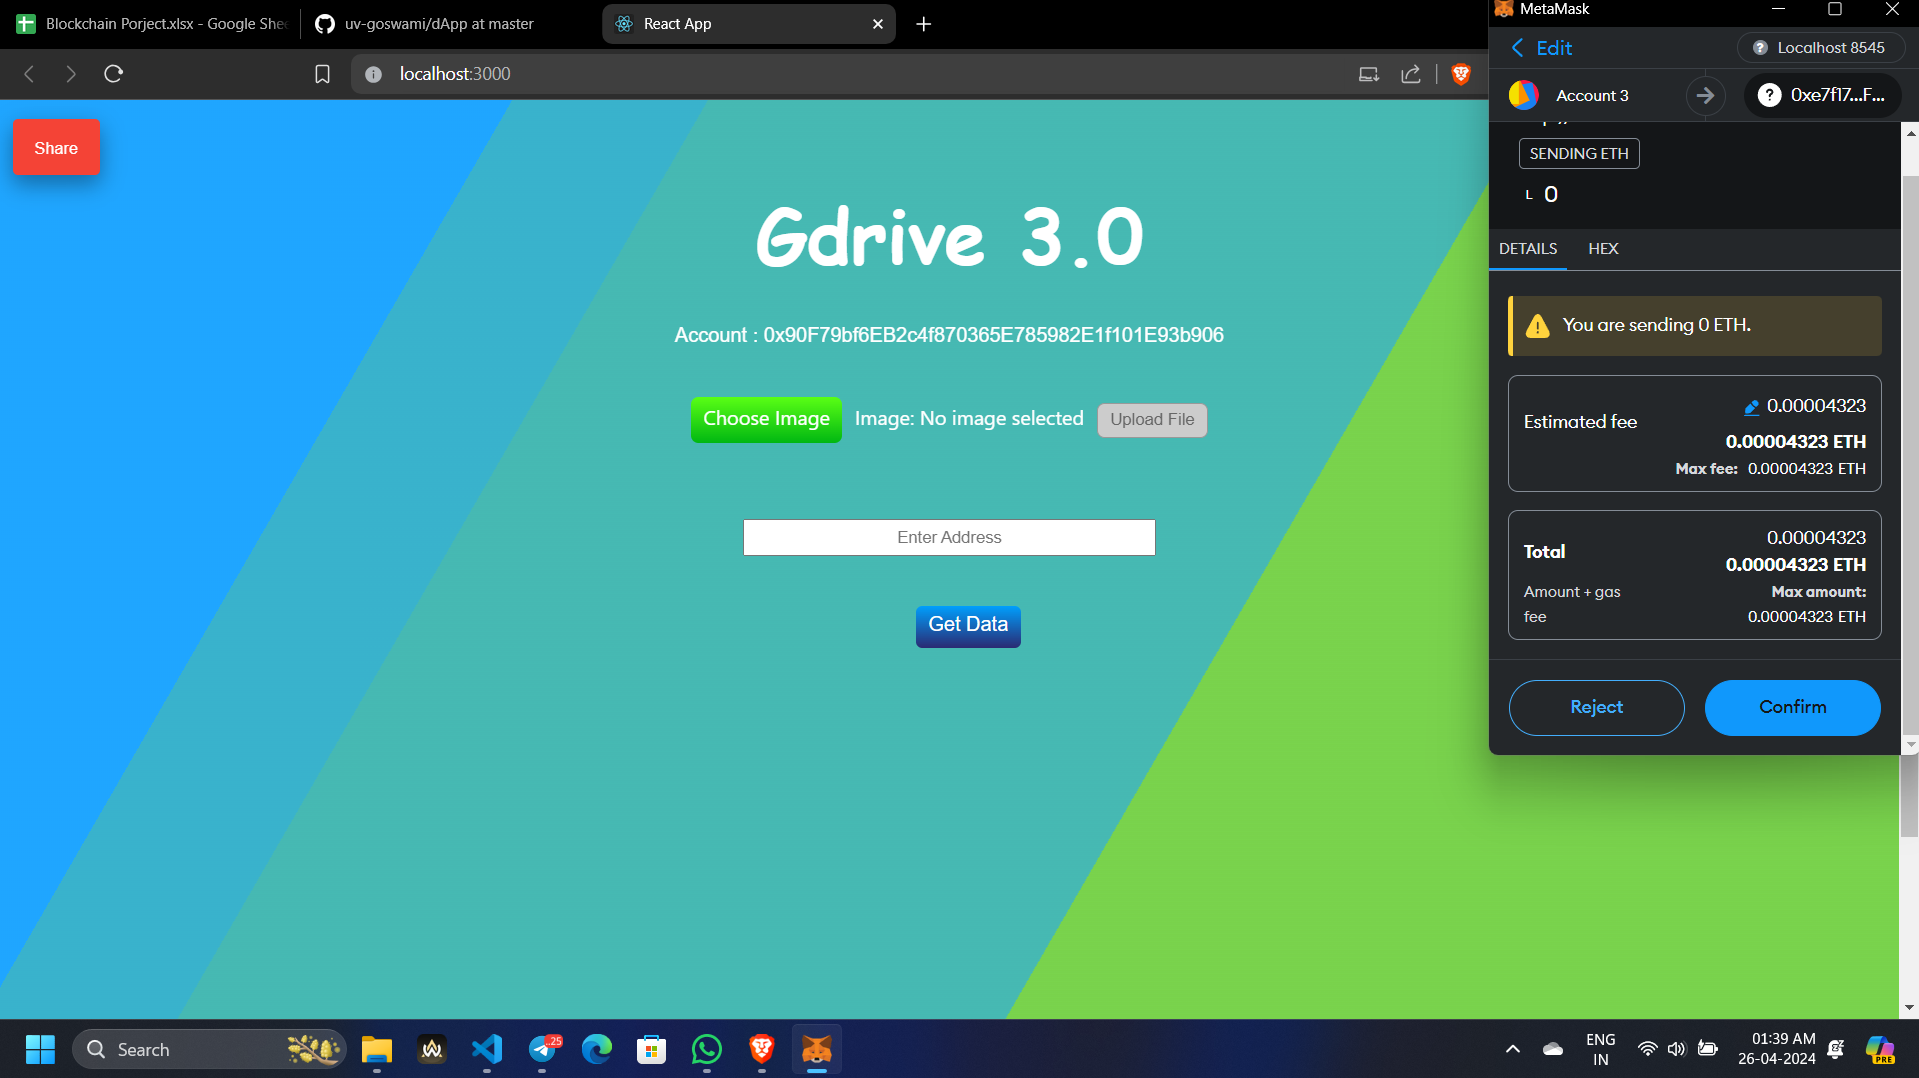 Blockchain Porject.xlsx - Google She
uv-goswami/dApp at master
React App
localhost:3000
Share
Gdrive 3.0
Account : 0x90F79bf6EB2c4f870365E785982E1f101E93b906
Choose Image
Image: No image selected
Upload File
Enter Address
Get Data
MetaMask
Edit
Localhost 8545
Account 3
0xe7f17...F...
SENDING ETH
0
DETAILS
HEX
You are sending 0 ETH.
Estimated fee
0.00004323
0.00004323 ETH
Max fee: 0.00004323 ETH
Total
0.00004323
0.00004323 ETH
Amount + gas fee
Max amount:
0.00004323 ETH
Reject
Confirm
Search
25
ENG
IN
01:39 AM
26-04-2024
PRE